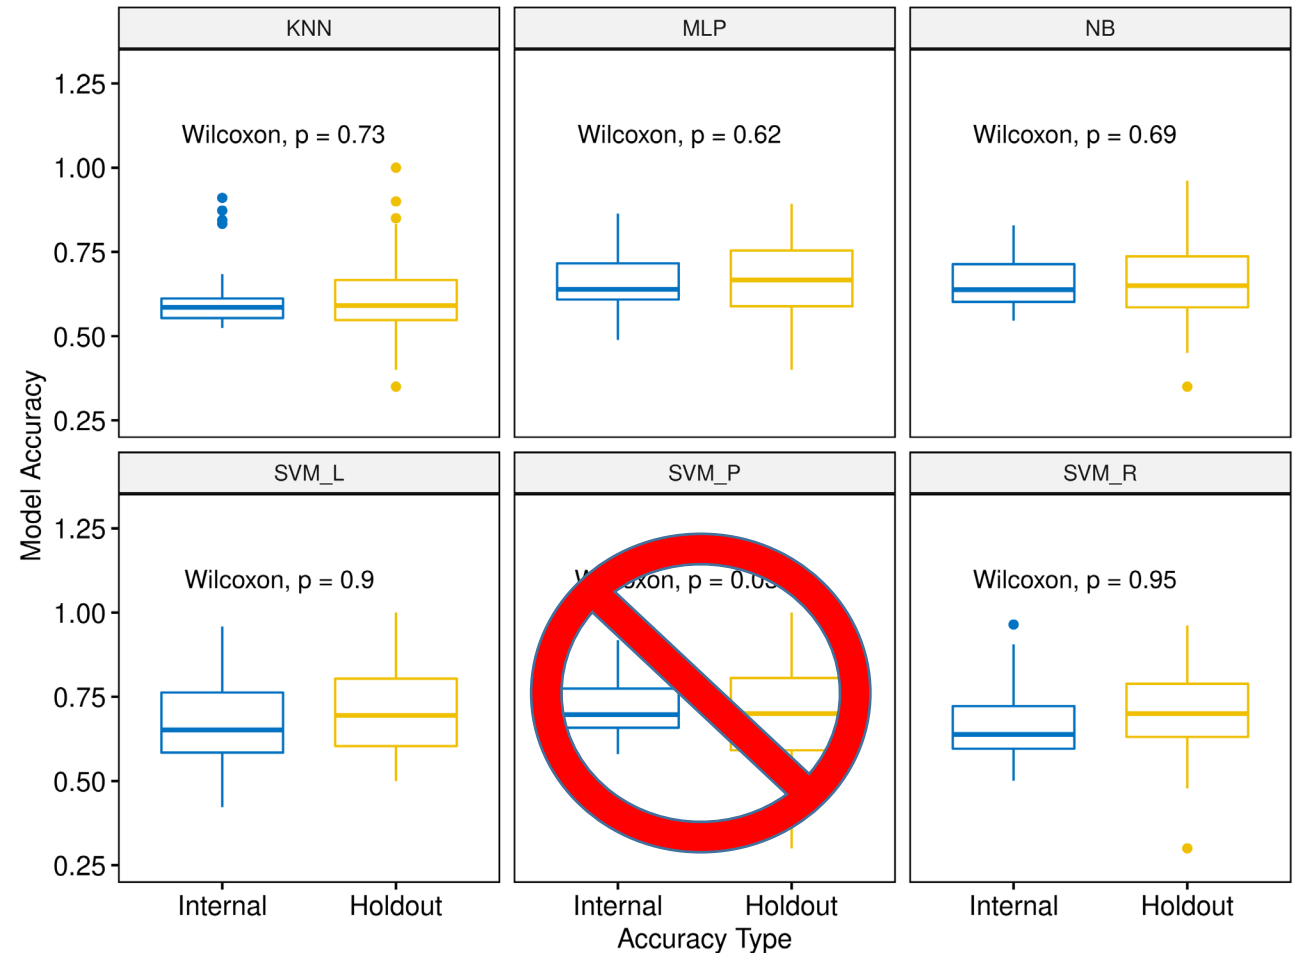 KNN
MLP
NB
1.25
1.00
0.75
0.50
0.25
Wilcoxon, p = 0.73
Wilcoxon, p = 0.62
Wilcoxon, p = 0.69
Model Accuracy
SVM_L
SVM_P
SVM_R
1.25
1.00
0.75
0.50
0.25
Wilcoxon, p = 0.9
p =
Wilcoxon, p = 0.95
Internal
Holdout
Internal
Holdout
Internal
Holdout
Accuracy Type